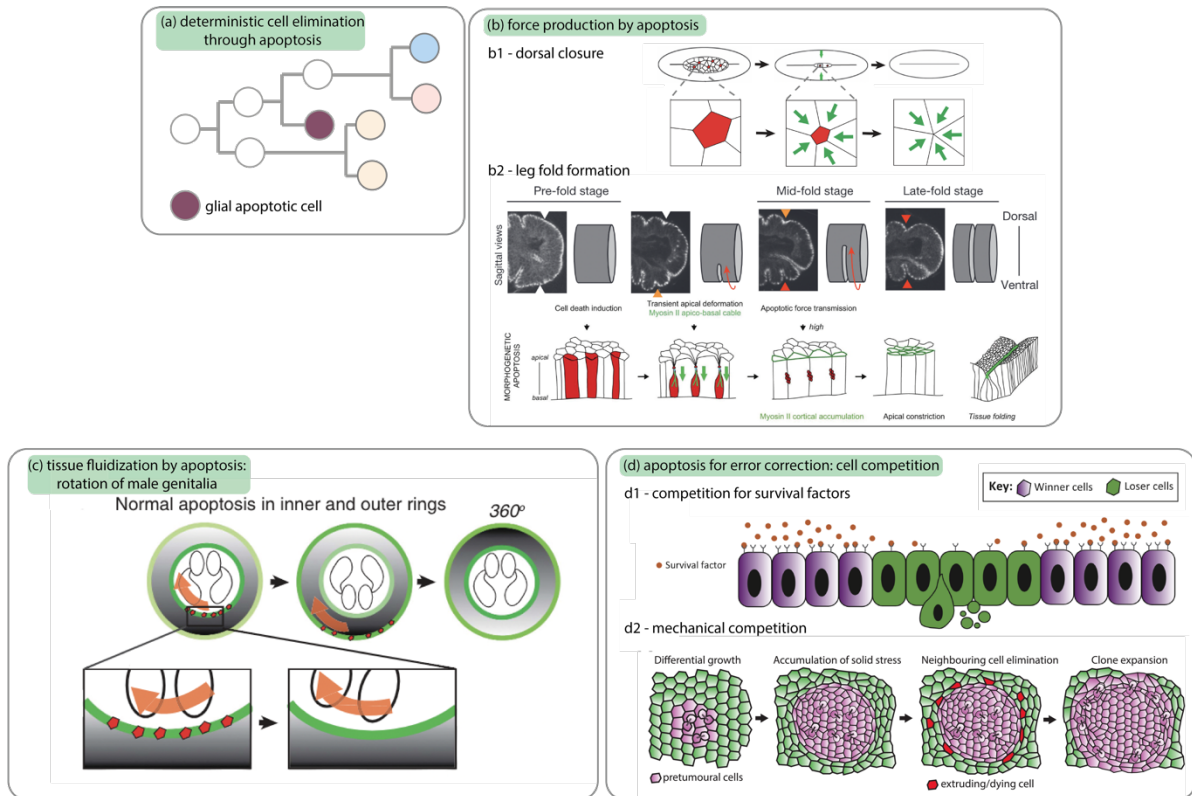 (a) deterministic cell elimination
through apoptosis
glial apoptotic cell
(b) force production by apoptosis
b1 - dorsal closure
b2 - leg fold formation
Pre-fold stage
Mid-fold stage
Late-fold stage
Sagittal views
Dorsal
Ventral
Cell death induction
Transient apical deformation
Myosin II apico-basal cable
Apoptotic force transmission
high
MORPHOGENETIC
APOPTOSIS
apical
basal
Myosin II cortical accumulation
Apical constriction
Tissue folding
(c) tissue fluidization by apoptosis:
rotation of male genitalia
Normal apoptosis in inner and outer rings
360º
(d) apoptosis for error correction: cell competition
d1 - competition for survival factors
Key: Winner cells Loser cells
Survival factor
d2 - mechanical competition
Differential growth
Accumulation of solid stress
Neighbouring cell elimination
Clone expansion
pretumoural cells
extruding/dying cell